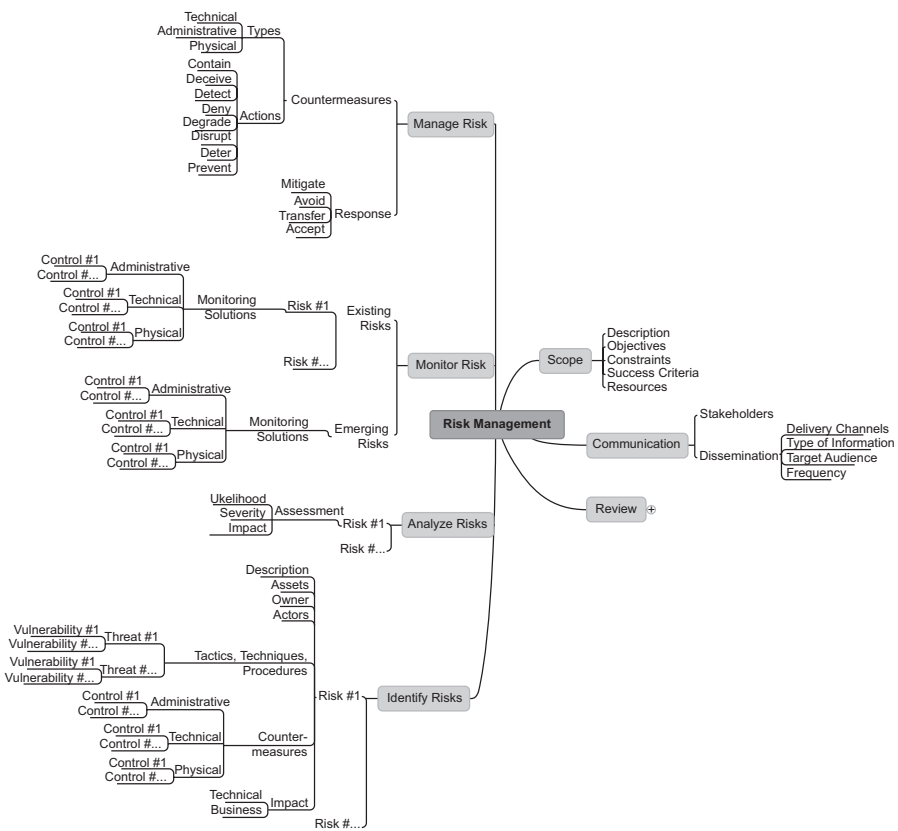 Technical
Administrative
Physical
Types
Contain
Deceive
Detect
Deny
Degrade
Disrupt
Deter
Prevent
Actions
Countermeasures
Manage Risk
Mitigate
Avoid
Transfer
Accept
Response
Control #1
Control #...
Administrative
Control #1
Control #...
Technical
Control #1
Control #...
Physical
Monitoring
Solutions
Risk #1
Risk #...
Existing
Risks
Monitor Risk
Control #1
Control #...
Administrative
Control #1
Control #...
Technical
Control #1
Control #...
Physical
Monitoring
Solutions
Emerging
Risks
Ukelihood
Severity
Impact
Assessment
Risk #1
Risk #...
Analyze Risks
Description
Assets
Owner
Actors
Vulnerability #1
Vulnerability #...
Threat #1
Vulnerability #1
Vulnerability #...
Threat #...
Tactics, Techniques,
Procedures
Control #1
Control #...
Administrative
Control #1
Control #...
Technical
Control #1
Control #...
Physical
Counter-
measures
Technical
Business
Impact
Risk #1
Risk #...
Identify Risks
Risk Management
Scope
Description
Objectives
Constraints
Success Criteria
Resources
Communication
Stakeholders
Dissemination
Delivery Channels
Type of Information
Target Audience
Frequency
Review